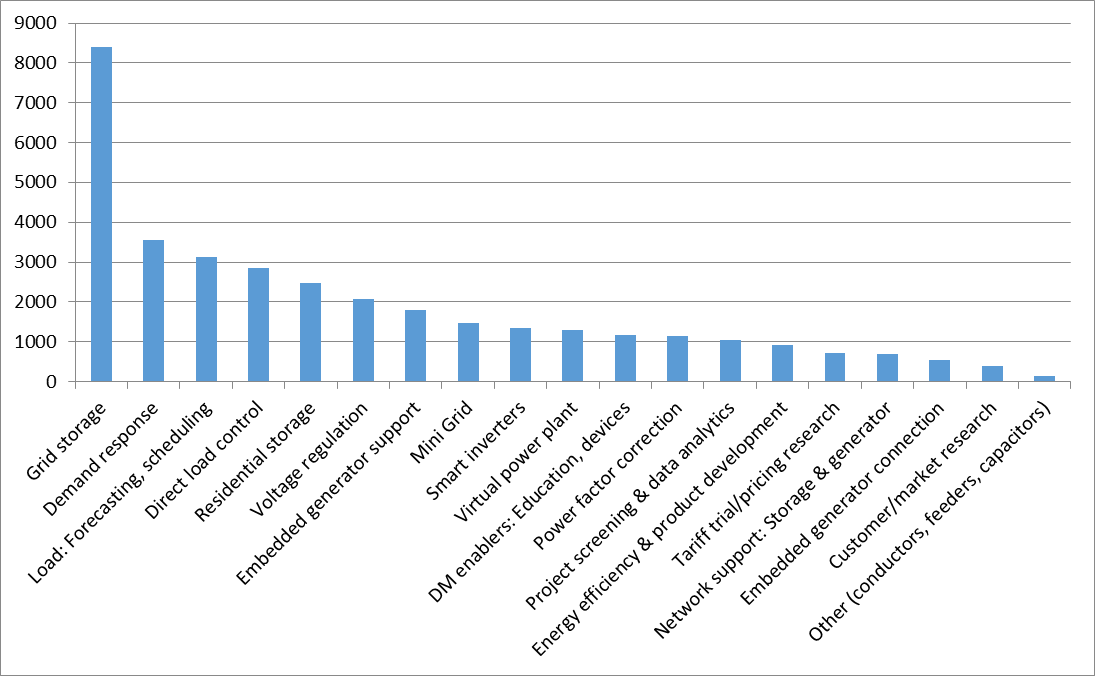 9000
8000
7000
6000
5000
4000
3000
2000
1000
0
Grid storage
Demand response
Load: Forecasting, scheduling
Direct load control
Residential storage
Voltage regulation
Embedded generator support
Mini Grid
Smart inverters
Virtual power plant
DM enablers: Education, devices
Power factor correction
Project screening & data analytics
Energy efficiency & product development
Tariff trial/pricing research
Network support: Storage & generator
Embedded generator connection
Customer/market research
Other (conductors, feeders, capacitors)